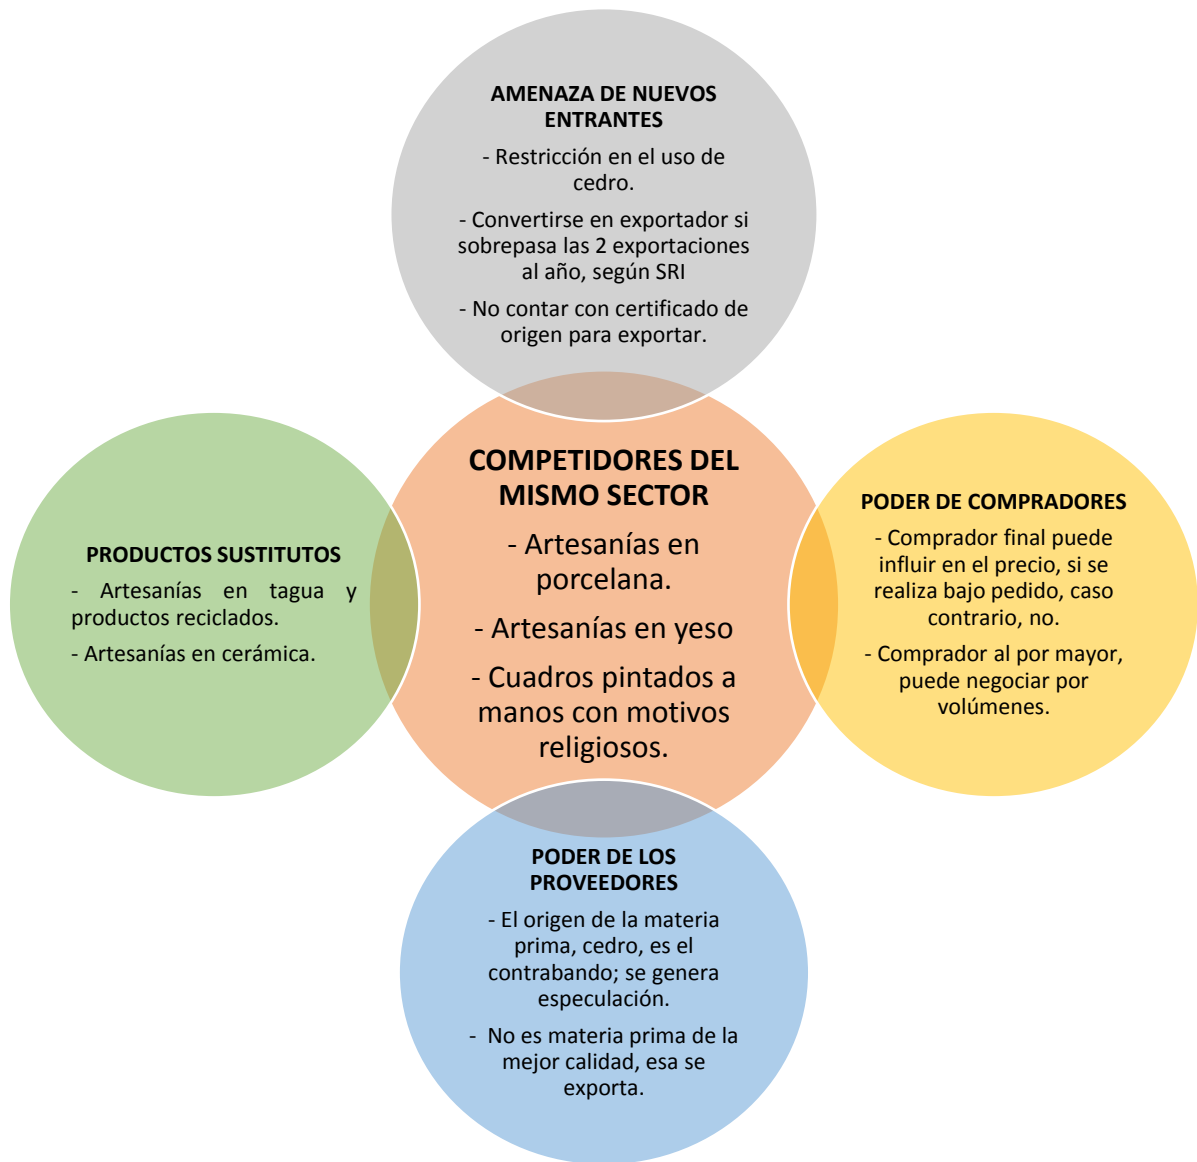 AMENAZA DE NUEVOS
ENTRANTES
- Restricción en el uso de
cedro.
- Convertirse en exportador si
sobrepasa las 2 exportaciones
al año, según SRI
- No contar con certificado de
origen para exportar.
PRODUCTOS SUSTITUTOS
- Artesanías en tagua y
productos reciclados.
- Artesanías en cerámica.
COMPETIDORES DEL
MISMO SECTOR
- Artesanías en
porcelana.
- Artesanías en yeso
- Cuadros pintados a
manos con motivos
religiosos.
PODER DE COMPRADORES
- Comprador final puede
influir en el precio, si se
realiza bajo pedido, caso
contrario, no.
- Comprador al por mayor,
puede negociar por
volúmenes.
PODER DE LOS
PROVEEDORES
- El origen de la materia
prima, cedro, es el
contrabando; se genera
especulación.
- No es materia prima de la
mejor calidad, esa se
exporta.